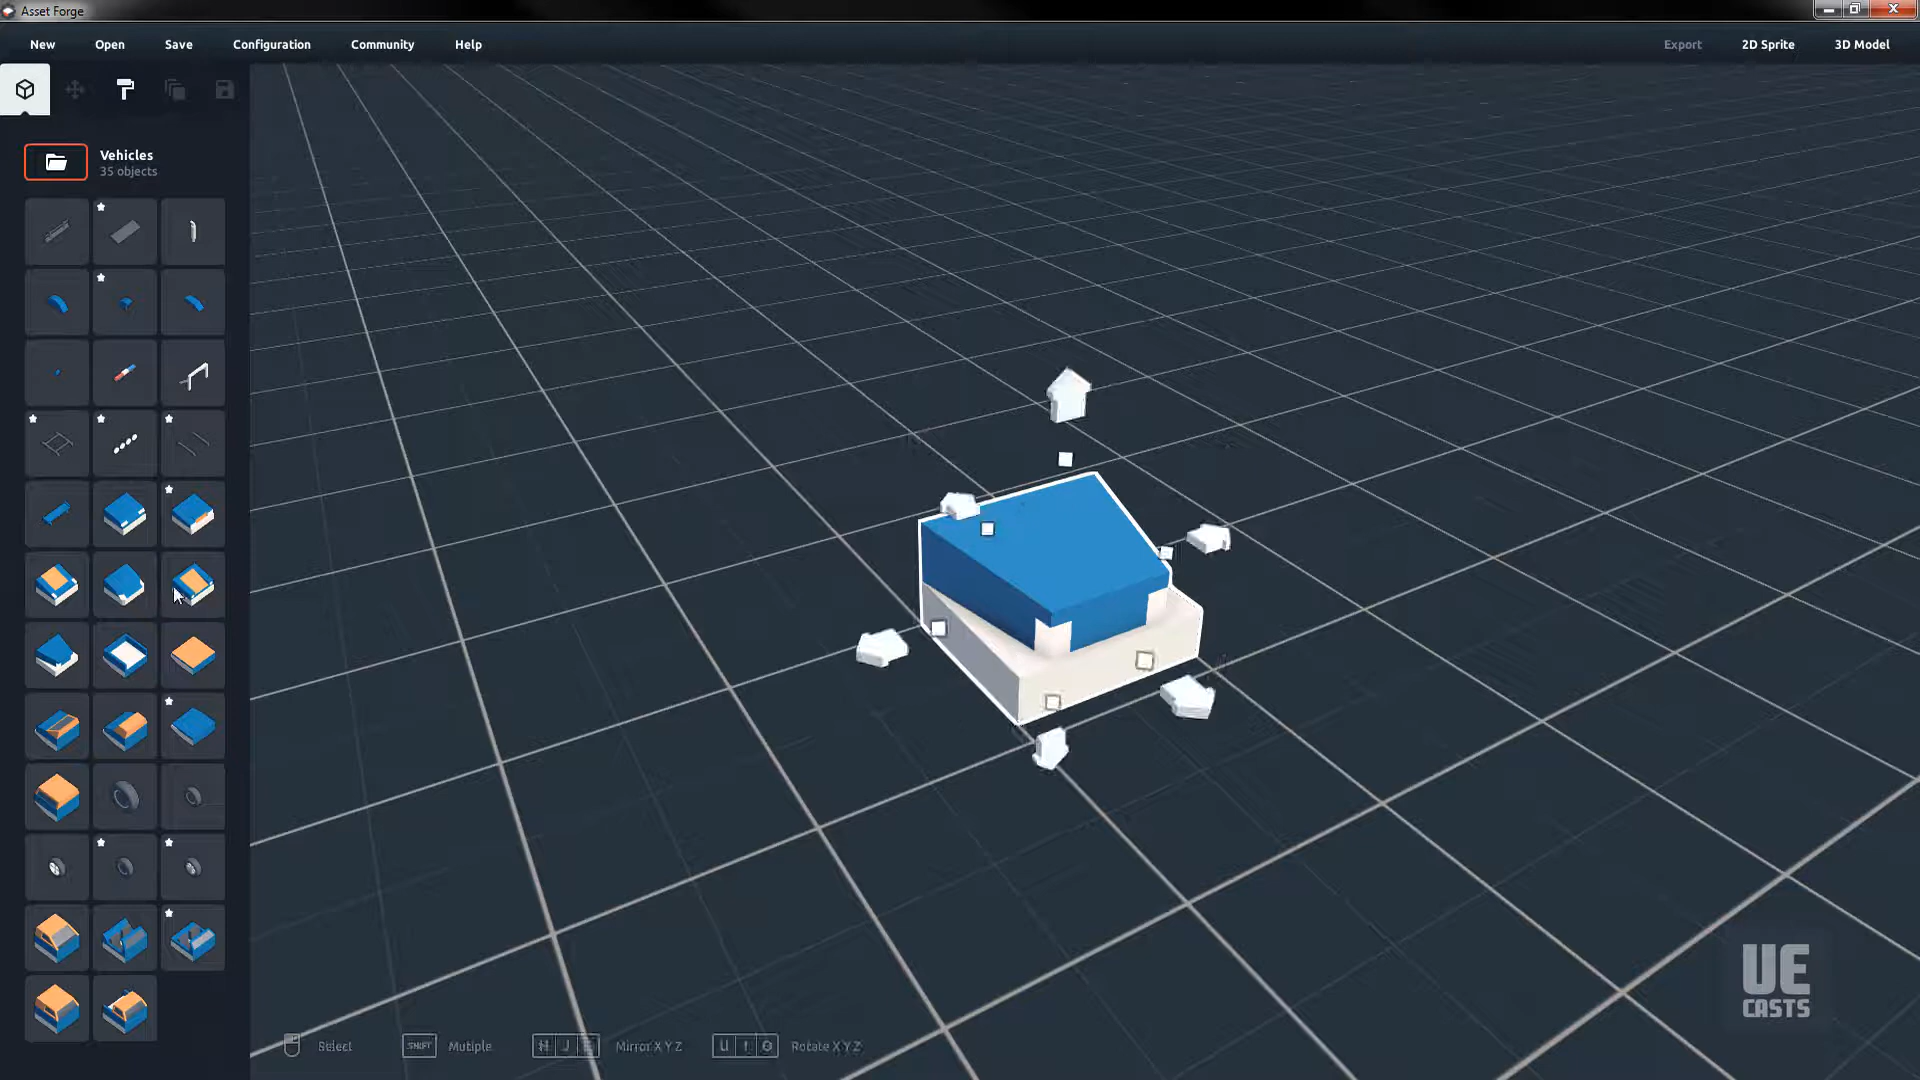 Asset Forge
New Open Save Configuration Community Help Export 2D Sprite 3D Model
Vehicles
35 objects
Select SHIFT Mutiple H J Mirror X Y Z U I O Rotate X Y Z
UE
CASTS